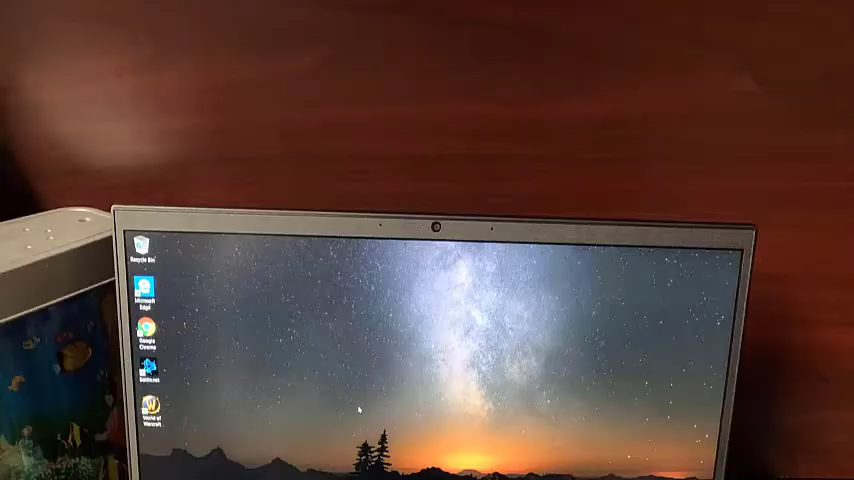 Recycle Bin
Microsoft
Edge
Google
Chrome
Battle.net
World of
Warcraft